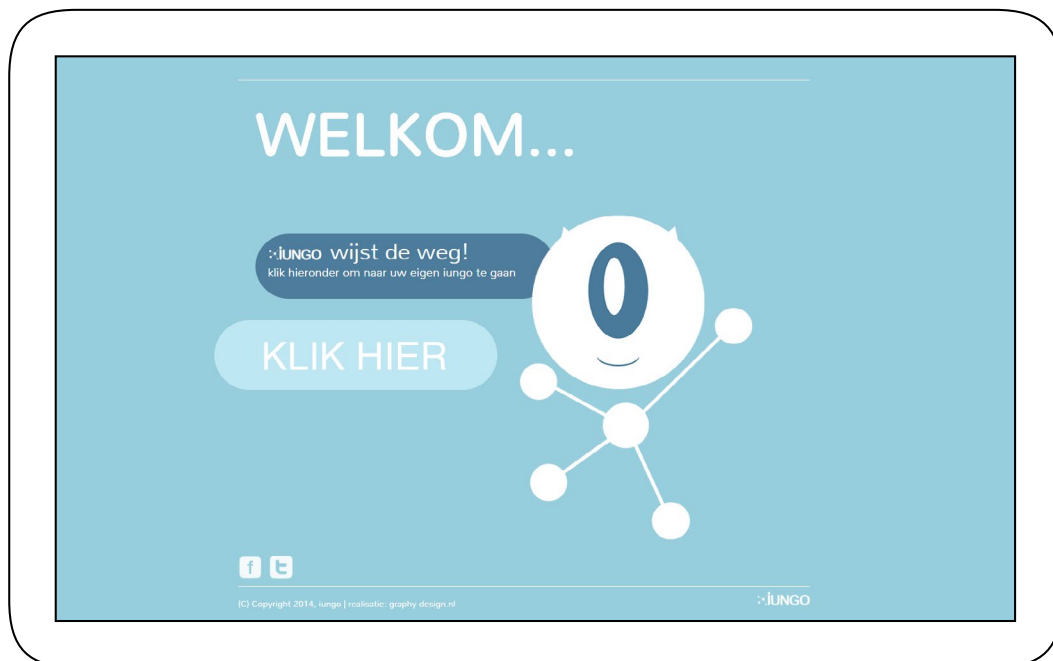 WELKOM...
iUNGO wijst de weg!
klik hieronder om naar uw eigen iungo te gaan
KLIK HIER
f t
(C) Copyright 2014, iungo | realisatie: graphy design.nl
iUNGO